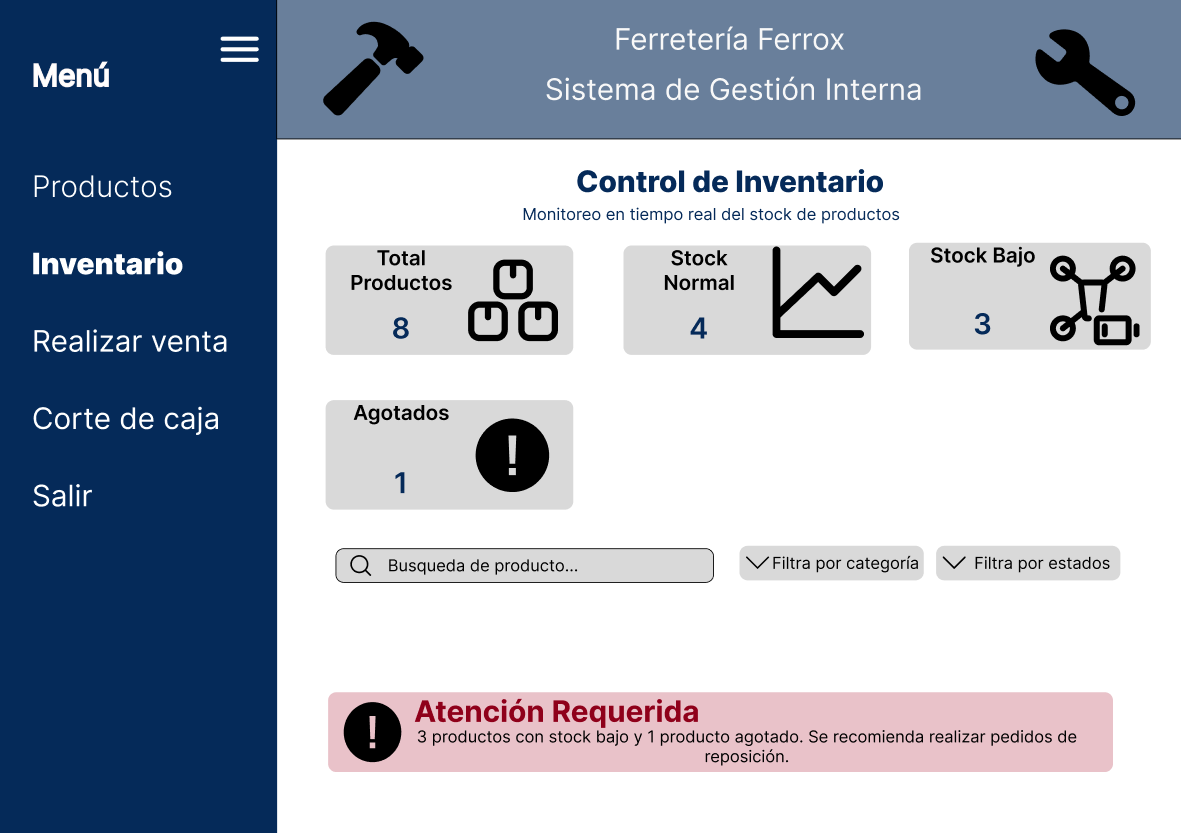 Menú
Productos
Inventario
Realizar venta
Corte de caja
Salir
Ferretería Ferrox
Sistema de Gestión Interna
Control de Inventario
Monitoreo en tiempo real del stock de productos
Total
Productos
8
Stock
Normal
4
Stock Bajo
3
Agotados
1
Busqueda de producto...
Filtra por categoría
Filtra por estados
Atención Requerida
3 productos con stock bajo y 1 producto agotado. Se recomienda realizar pedidos de
reposición.